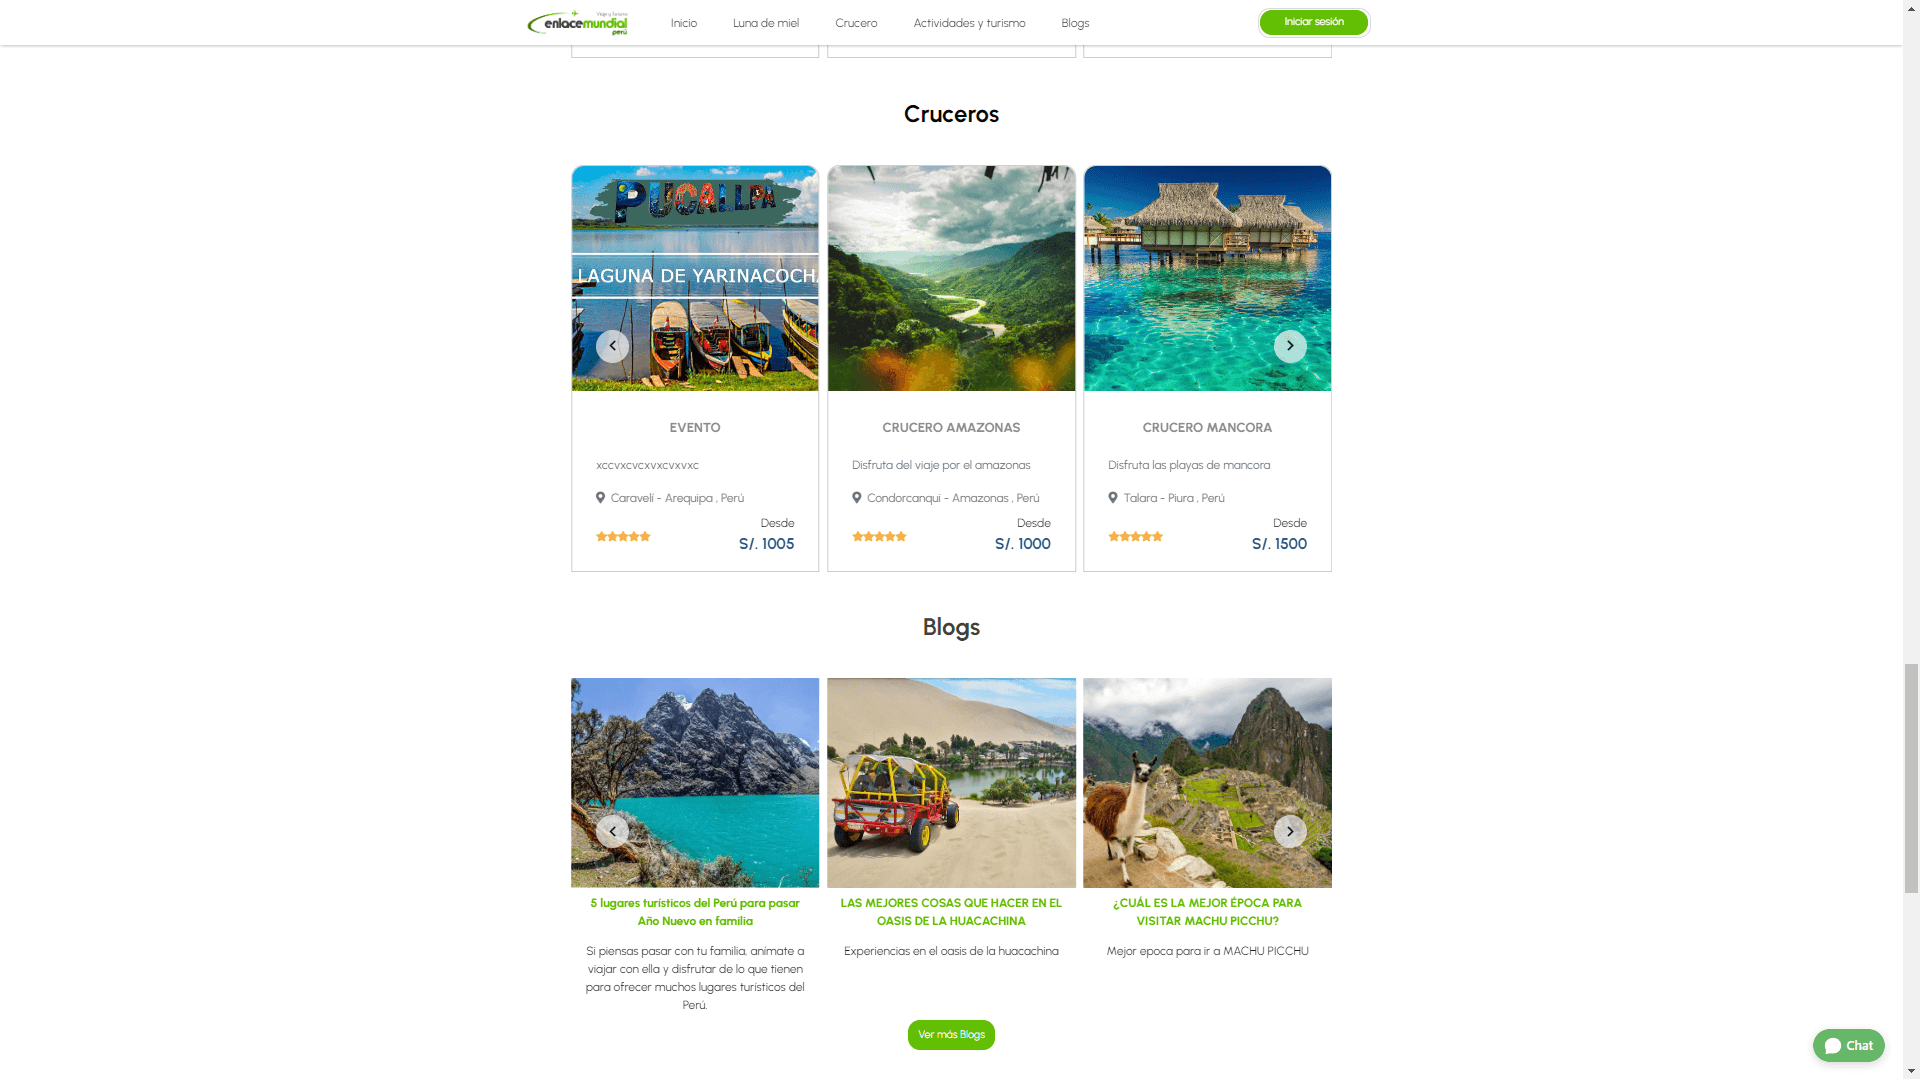 Viaje y Turismo
enlacemundial
perú
Inicio
Luna de miel
Crucero
Actividades y turismo
Blogs
Iniciar sesión
Cruceros
PUCALLPA
LAGUNA DE YARINACOCHA
EVENTO
xccvxcvcxvxcvxvxc
Caravelí - Arequipa , Perú
Desde
S/. 1005
CRUCERO AMAZONAS
Disfruta del viaje por el amazonas
Condorcanqui - Amazonas , Perú
Desde
S/. 1000
CRUCERO MANCORA
Disfruta las playas de mancora
Talara - Piura , Perú
Desde
S/. 1500
Blogs
5 lugares turísticos del Perú para pasar
Año Nuevo en familia
Si piensas pasar con tu familia, anímate a
viajar con ella y disfrutar de lo que tienen
para ofrecer muchos lugares turísticos del
Perú.
LAS MEJORES COSAS QUE HACER EN EL
OASIS DE LA HUACACHINA
Experiencias en el oasis de la huacachina
¿CUÁL ES LA MEJOR ÉPOCA PARA
VISITAR MACHU PICCHU?
Mejor epoca para ir a MACHU PICCHU
Ver más Blogs
Chat